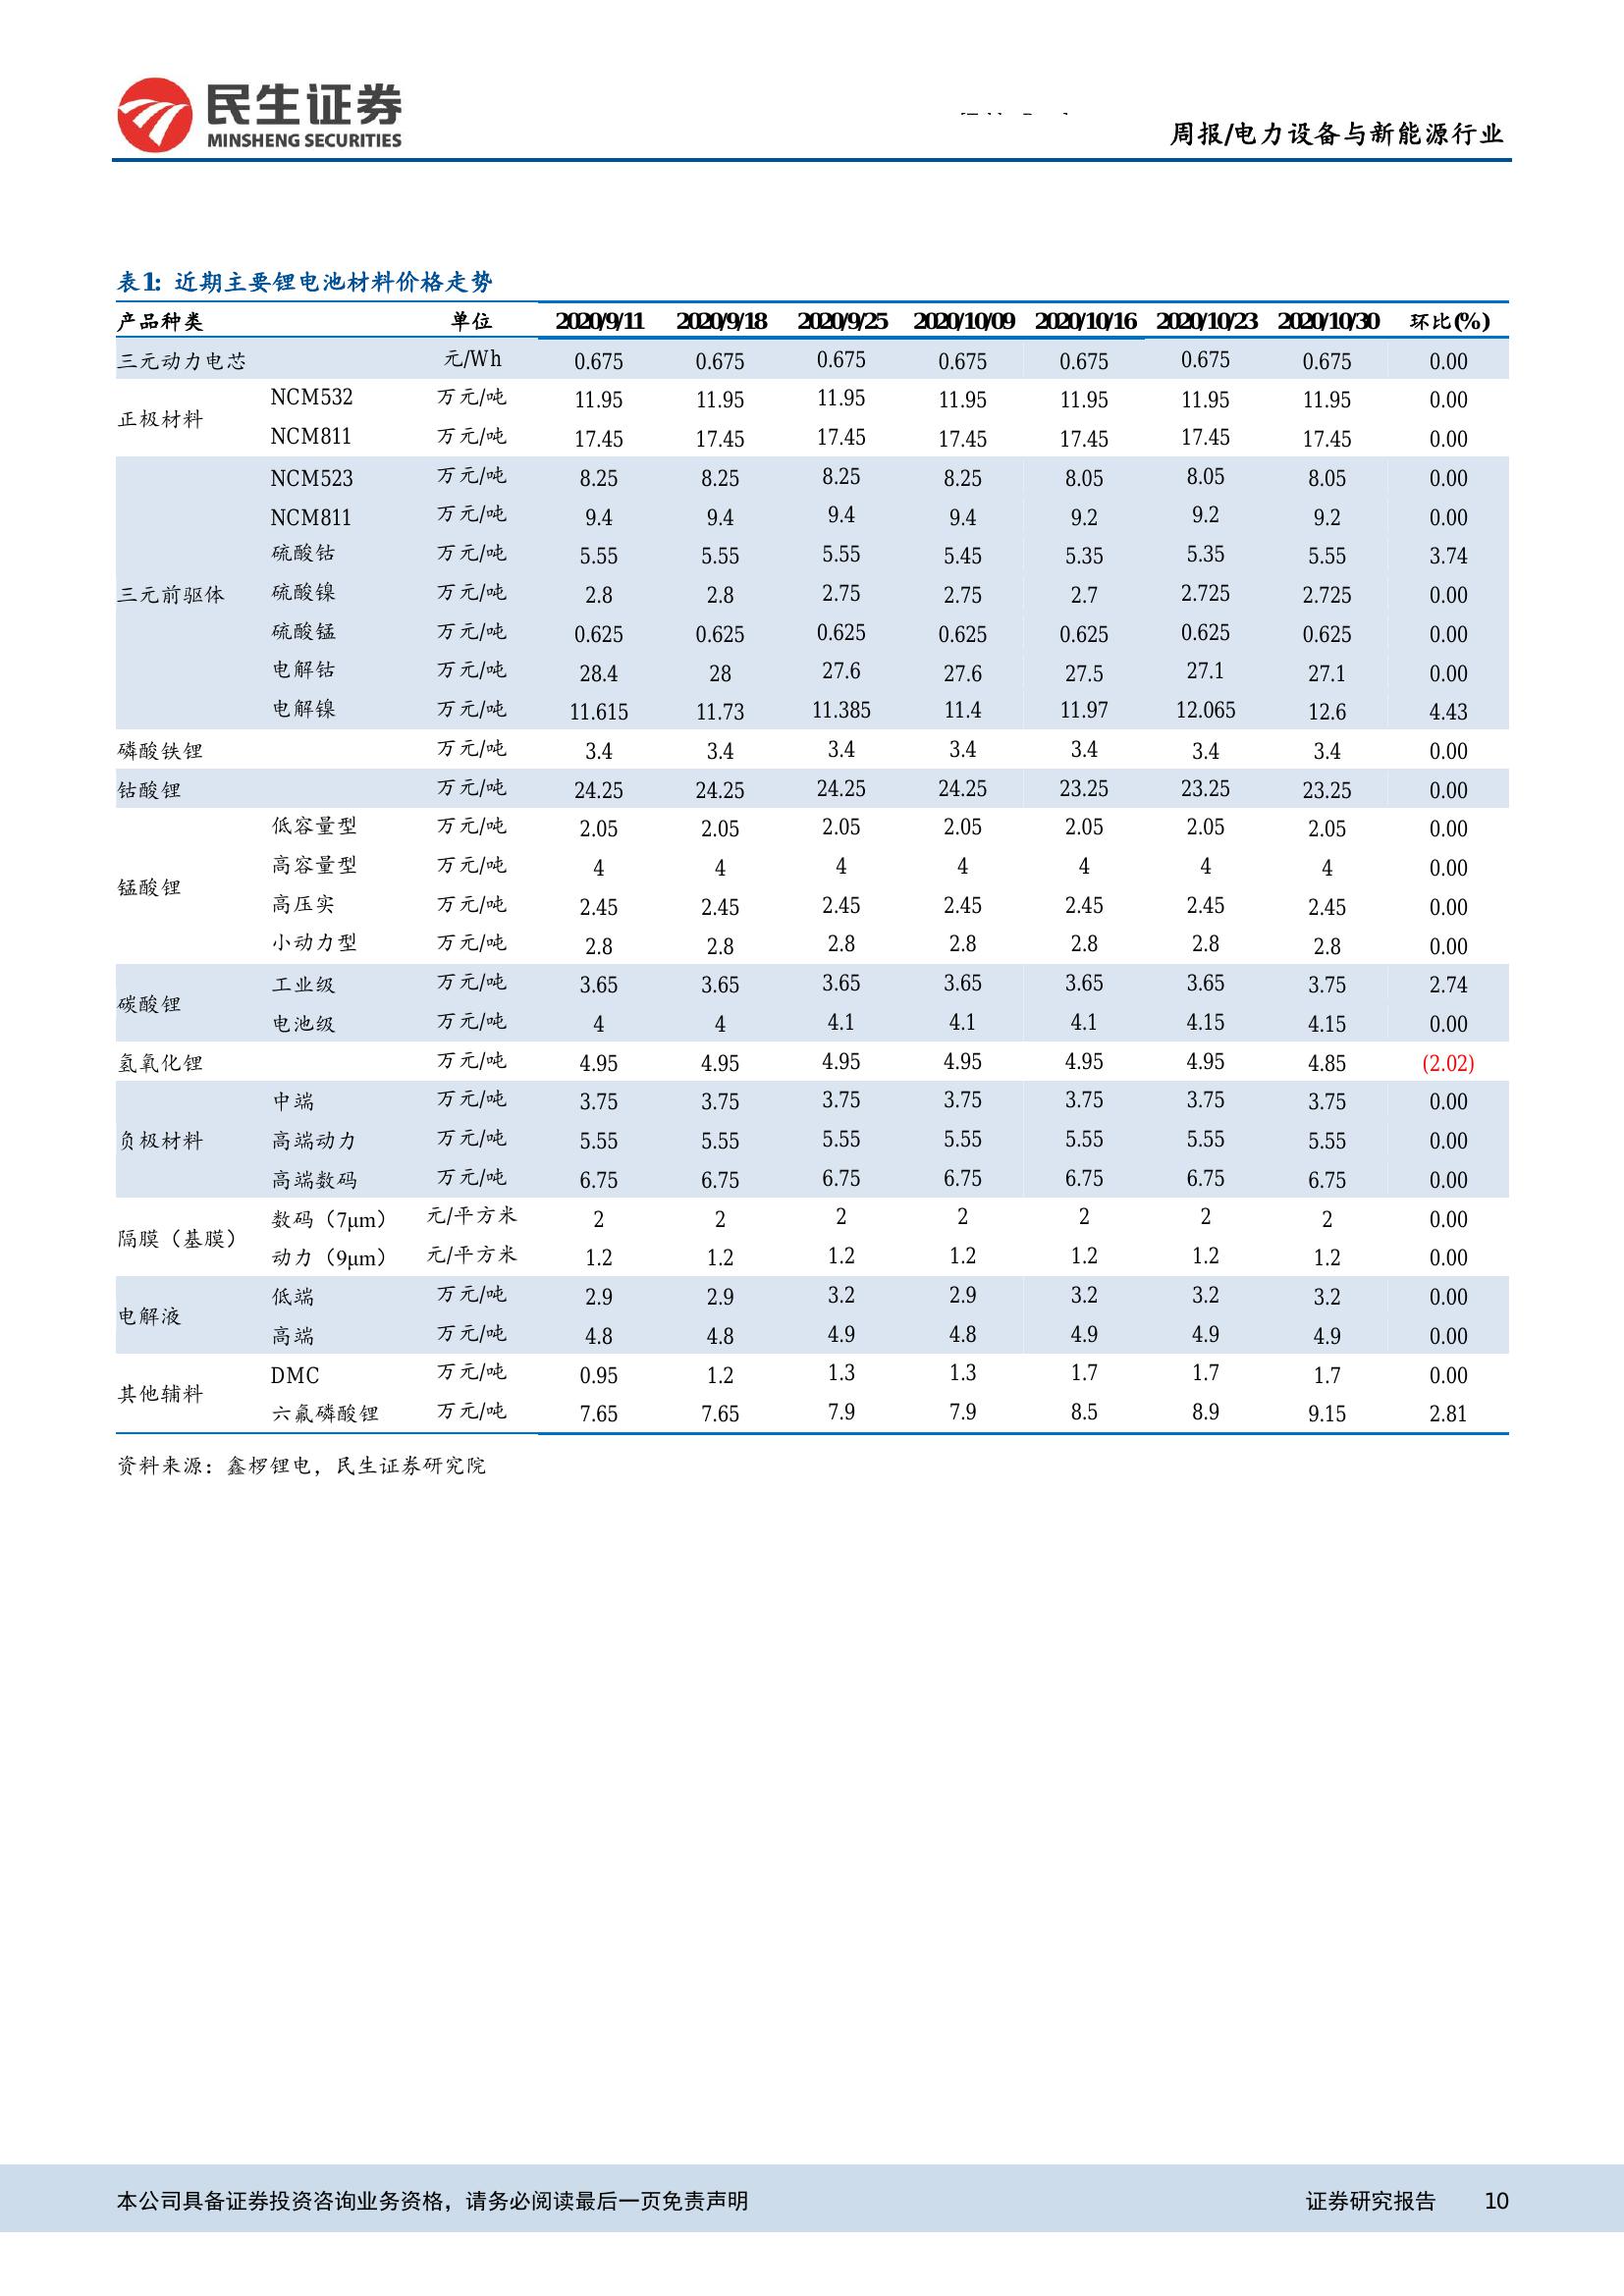 民生证券
MINSHENG SECURITIES
周报/电力设备与新能源行业
表1: 近期主要锂电池材料价格走势
产品种类 单位 2020/9/11 2020/9/18 2020/9/25 2020/10/09 2020/10/16 2020/10/23 2020/10/30 环比(%)
三元动力电芯 元/Wh 0.675 0.675 0.675 0.675 0.675 0.675 0.675 0.00
正极材料
NCM532 万元/吨 11.95 11.95 11.95 11.95 11.95 11.95 11.95 0.00
NCM811 万元/吨 17.45 17.45 17.45 17.45 17.45 17.45 17.45 0.00
三元前驱体
NCM523 万元/吨 8.25 8.25 8.25 8.25 8.05 8.05 8.05 0.00
NCM811 万元/吨 9.4 9.4 9.4 9.4 9.2 9.2 9.2 0.00
硫酸钴 万元/吨 5.55 5.55 5.55 5.45 5.35 5.35 5.55 3.74
硫酸镍 万元/吨 2.8 2.8 2.75 2.75 2.7 2.725 2.725 0.00
硫酸锰 万元/吨 0.625 0.625 0.625 0.625 0.625 0.625 0.625 0.00
电解钴 万元/吨 28.4 28 27.6 27.6 27.5 27.1 27.1 0.00
电解镍 万元/吨 11.615 11.73 11.385 11.4 11.97 12.065 12.6 4.43
磷酸铁锂 万元/吨 3.4 3.4 3.4 3.4 3.4 3.4 3.4 0.00
钴酸锂 万元/吨 24.25 24.25 24.25 24.25 23.25 23.25 23.25 0.00
锰酸锂
低容量型 万元/吨 2.05 2.05 2.05 2.05 2.05 2.05 2.05 0.00
高容量型 万元/吨 4 4 4 4 4 4 4 0.00
高压实 万元/吨 2.45 2.45 2.45 2.45 2.45 2.45 2.45 0.00
小动力型 万元/吨 2.8 2.8 2.8 2.8 2.8 2.8 2.8 0.00
碳酸锂
工业级 万元/吨 3.65 3.65 3.65 3.65 3.65 3.65 3.75 2.74
电池级 万元/吨 4 4 4.1 4.1 4.1 4.15 4.15 0.00
氢氧化锂 万元/吨 4.95 4.95 4.95 4.95 4.95 4.95 4.85 (2.02)
负极材料
中端 万元/吨 3.75 3.75 3.75 3.75 3.75 3.75 3.75 0.00
高端动力 万元/吨 5.55 5.55 5.55 5.55 5.55 5.55 5.55 0.00
高端数码 万元/吨 6.75 6.75 6.75 6.75 6.75 6.75 6.75 0.00
隔膜（基膜）
数码（7μm） 元/平方米 2 2 2 2 2 2 2 0.00
动力（9μm） 元/平方米 1.2 1.2 1.2 1.2 1.2 1.2 1.2 0.00
电解液
低端 万元/吨 2.9 2.9 3.2 2.9 3.2 3.2 3.2 0.00
高端 万元/吨 4.8 4.8 4.9 4.8 4.9 4.9 4.9 0.00
其他辅料
DMC 万元/吨 0.95 1.2 1.3 1.3 1.7 1.7 1.7 0.00
六氟磷酸锂 万元/吨 7.65 7.65 7.9 7.9 8.5 8.9 9.15 2.81
资料来源：鑫椤锂电，民生证券研究院
本公司具备证券投资咨询业务资格，请务必阅读最后一页免责声明 证券研究报告 10